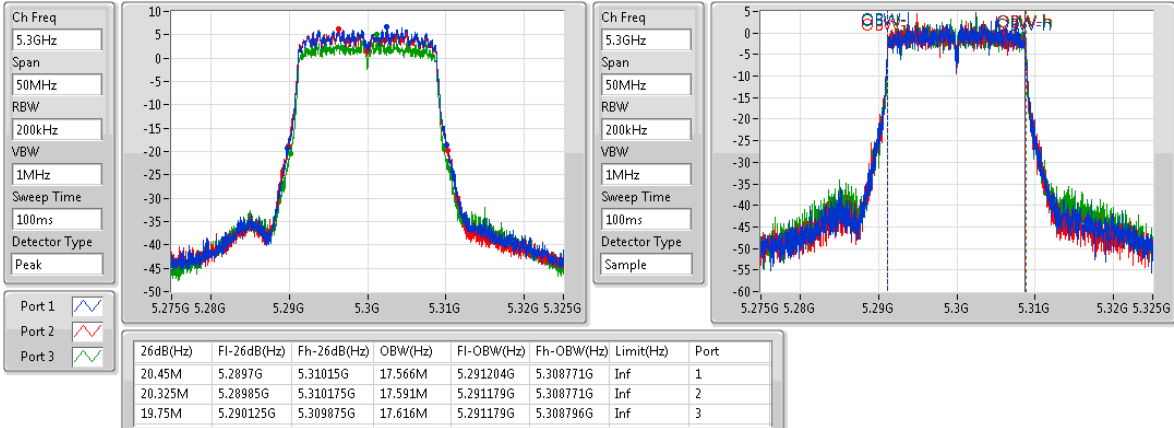 Ch Freq
5.3GHz
Span
50MHz
RBW
200kHz
VBW
1MHz
Sweep Time
100ms
Detector Type
Peak
Port 1
Port 2
Port 3
10
5
0
-5
-10
-15
-20
-25
-30
-35
-40
-45
-50
5.275G 5.28G 5.29G 5.3G 5.31G 5.32G 5.325G
Ch Freq
5.3GHz
Span
50MHz
RBW
200kHz
VBW
1MHz
Sweep Time
100ms
Detector Type
Sample
OBW-l OBW-h
5
0
-5
-10
-15
-20
-25
-30
-35
-40
-45
-50
-55
-60
5.275G 5.28G 5.29G 5.3G 5.31G 5.32G 5.325G
26dB(Hz) Fl-26dB(Hz) Fh-26dB(Hz) OBW(Hz) Fl-OBW(Hz) Fh-OBW(Hz) Limit(Hz) Port
20.45M 5.2897G 5.31015G 17.566M 5.291204G 5.308771G Inf 1
20.325M 5.28985G 5.310175G 17.591M 5.291179G 5.308771G Inf 2
19.75M 5.290125G 5.309875G 17.616M 5.291179G 5.308796G Inf 3